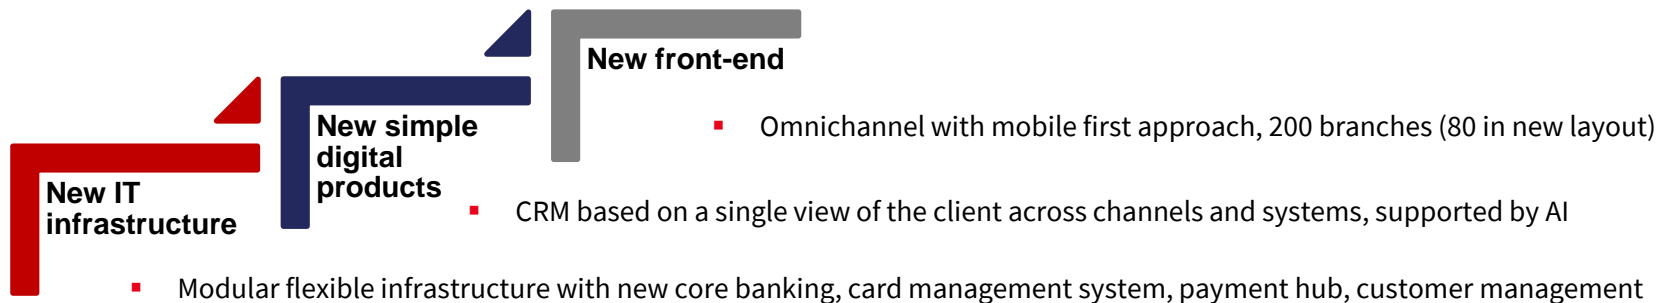 New front-end
Omnichannel with mobile first approach, 200 branches (80 in new layout)
New simple
digital
products
CRM based on a single view of the client across channels and systems, supported by AI
New IT
infrastructure
Modular flexible infrastructure with new core banking, card management system, payment hub, customer management